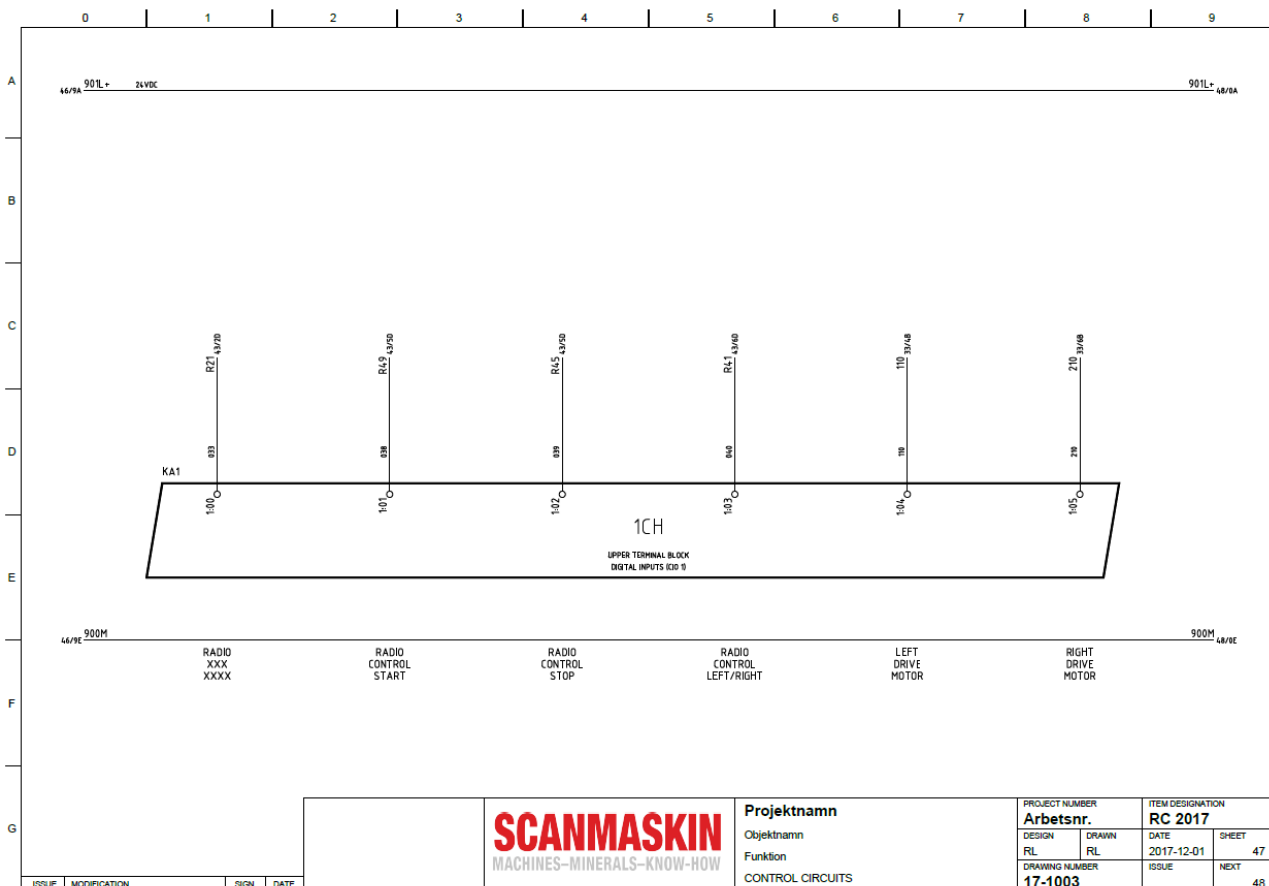 0 1 2 3 4 5 6 7 8 9
A
46/9A 901L+ 24VDC 901L+ 48/0A
B
C
R21 43/2D R49 43/5D R45 43/5D R41 43/6D 110 33/4B 210 33/6B
D
033 038 039 040 110 210
KA1
1:00 1:01 1:02 1:03 1:04 1:05
1CH
UPPER TERMINAL BLOCK
DIGITAL INPUTS (CIO 1)
E
46/9E 900M 900M 48/0E
RADIO
XXX
XXXX
RADIO
CONTROL
START
RADIO
CONTROL
STOP
RADIO
CONTROL
LEFT/RIGHT
LEFT
DRIVE
MOTOR
RIGHT
DRIVE
MOTOR
F
G
ISSUE MODIFICATION SIGN DATE
SCANMASKIN
MACHINES–MINERALS–KNOW-HOW
Projektnamn
Objektnamn
Funktion
CONTROL CIRCUITS
PROJECT NUMBER ITEM DESIGNATION
Arbetsnr. RC 2017
DESIGN DRAWN DATE SHEET
RL RL 2017-12-01 47
DRAWING NUMBER ISSUE NEXT
17-1003 48